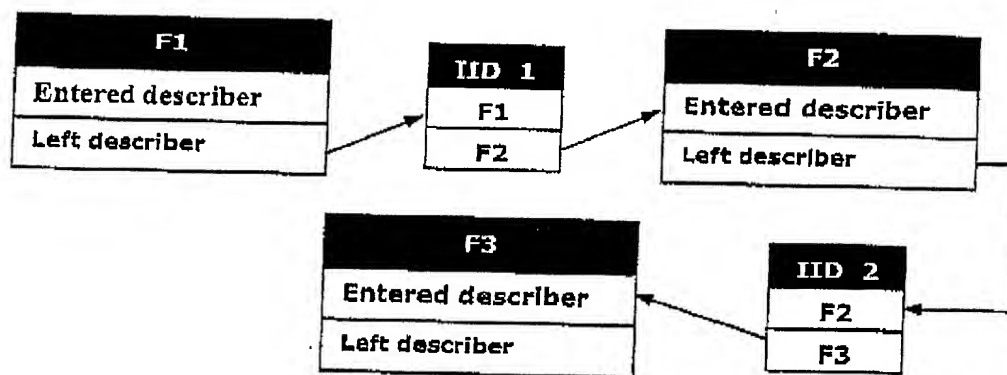 F1
Entered describer
Left describer
IID 1
F1
F2
F2
Entered describer
Left describer
F3
Entered describer
Left describer
IID 2
F2
F3